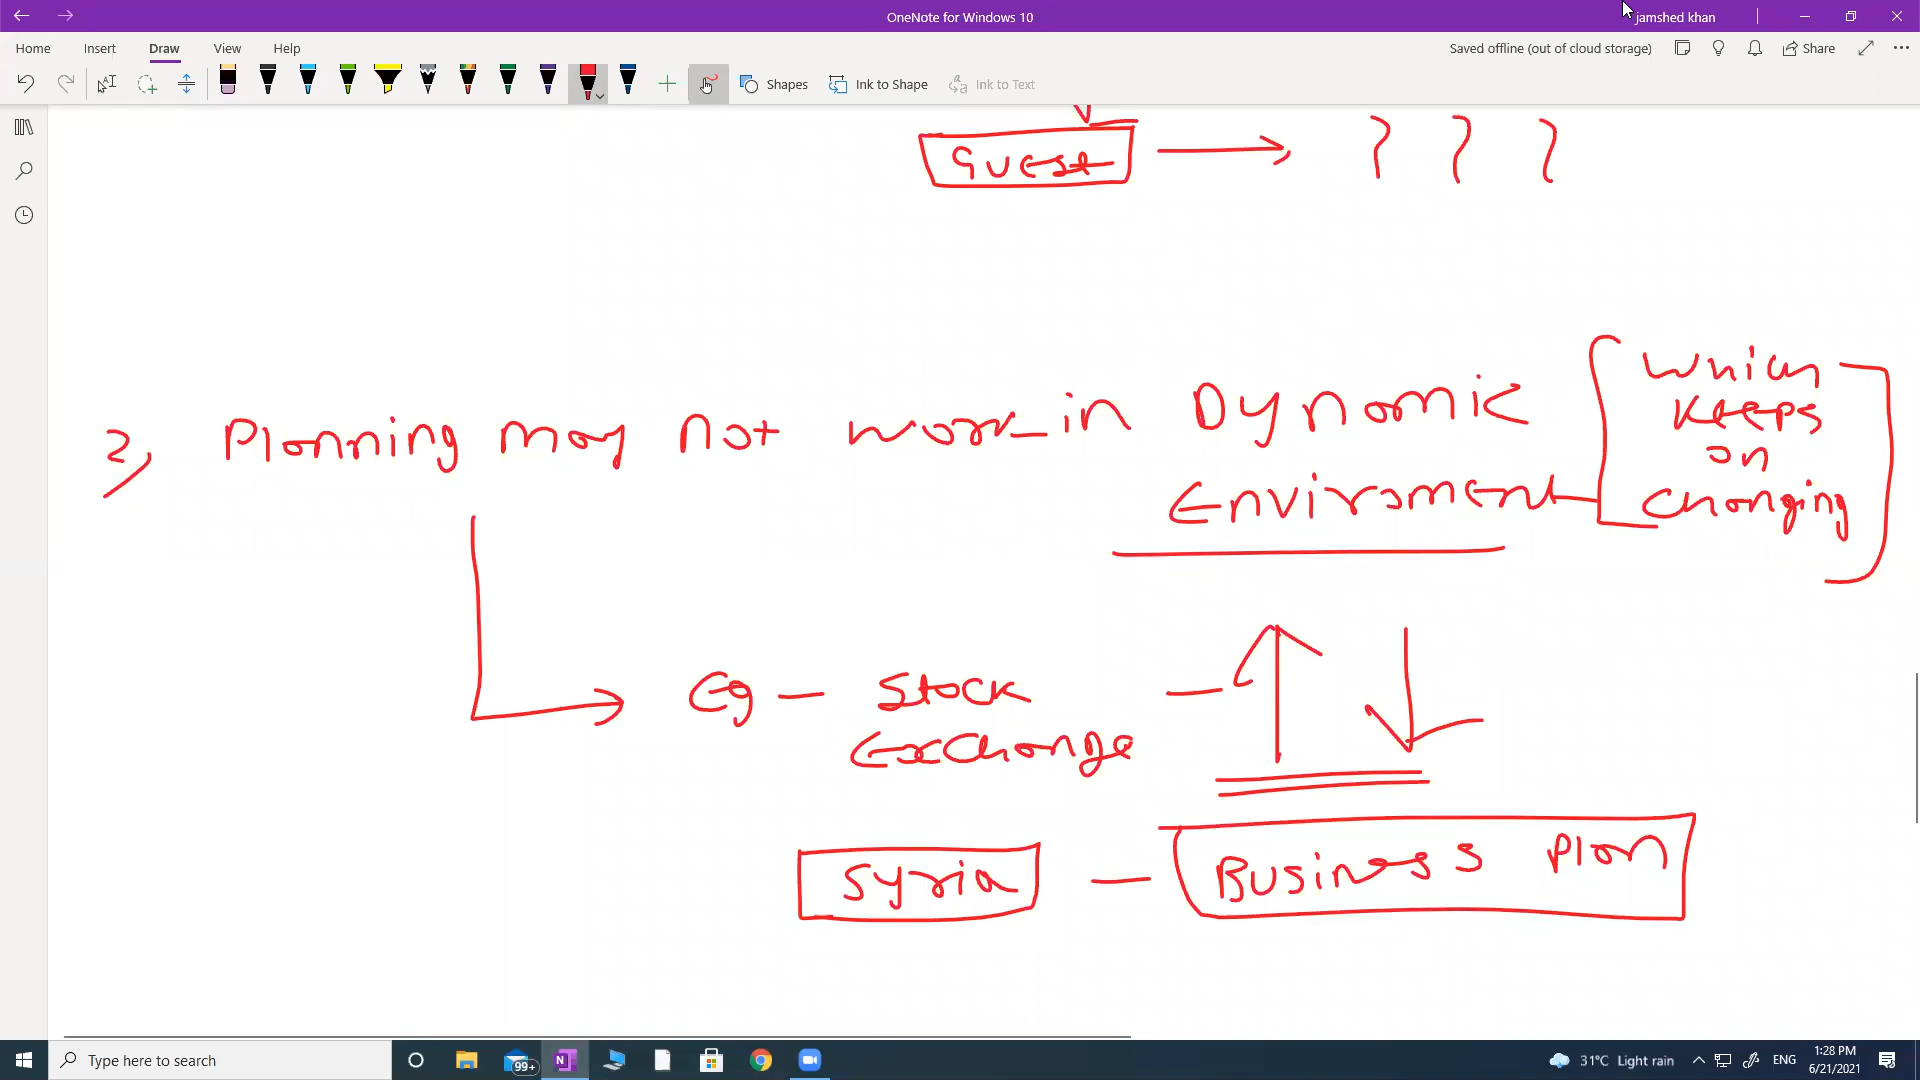 OneNote for Windows 10
jamshed khan
Home Insert Draw View Help
Saved offline (out of cloud storage)
Share
Shapes
Ink to Shape
Ink to Text
Guest ? ? ?
2, Planning may not work in Dynamic
Enviroment
which
keeps
on
changing
Eg - Stock
Exchange
Syria - Business Plan
Type here to search
99+
31°C Light rain
ENG
1:28 PM
6/21/2021